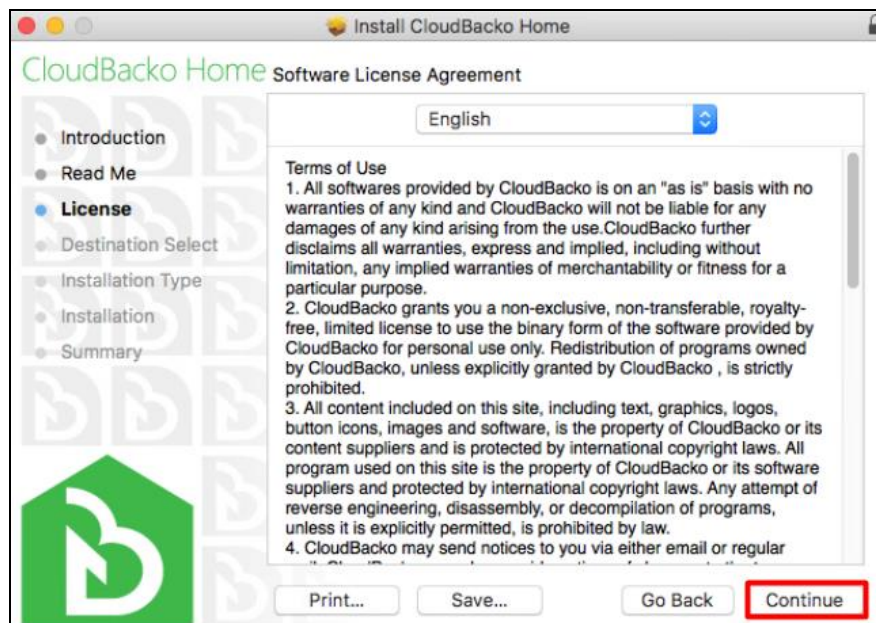 Install CloudBacko Home
CloudBacko Home
Software License Agreement
Introduction
Read Me
License
Destination Select
Installation Type
Installation
Summary
English
Terms of Use
1. All softwares provided by CloudBacko is on an "as is" basis with no
warranties of any kind and CloudBacko will not be liable for any
damages of any kind arising from the use.CloudBacko further
disclaims all warranties, express and implied, including without
limitation, any implied warranties of merchantability or fitness for a
particular purpose.
2. CloudBacko grants you a non-exclusive, non-transferable, royalty-
free, limited license to use the binary form of the software provided by
CloudBacko for personal use only. Redistribution of programs owned
by CloudBacko, unless explicitly granted by CloudBacko , is strictly
prohibited.
3. All content included on this site, including text, graphics, logos,
button icons, images and software, is the property of CloudBacko or its
content suppliers and is protected by international copyright laws. All
program used on this site is the property of CloudBacko or its software
suppliers and protected by international copyright laws. Any attempt of
reverse engineering, disassembly, or decompilation of programs,
unless it is explicitly permitted, is prohibited by law.
4. CloudBacko may send notices to you via either email or regular
Print...
Save...
Go Back
Continue